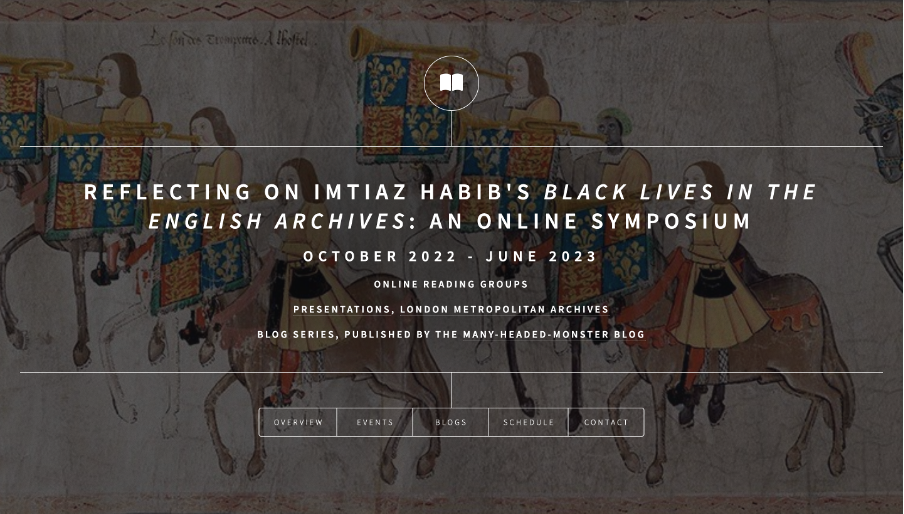 Le son des Trompettes. A lhostel.
REFLECTING ON IMTIAZ HABIB'S BLACK LIVES IN THE
ENGLISH ARCHIVES: AN ONLINE SYMPOSIUM
OCTOBER 2022 - JUNE 2023
ONLINE READING GROUPS
PRESENTATIONS, LONDON METROPOLITAN ARCHIVES
BLOG SERIES, PUBLISHED BY THE MANY-HEADED-MONSTER BLOG
OVERVIEW EVENTS BLOGS SCHEDULE CONTACT